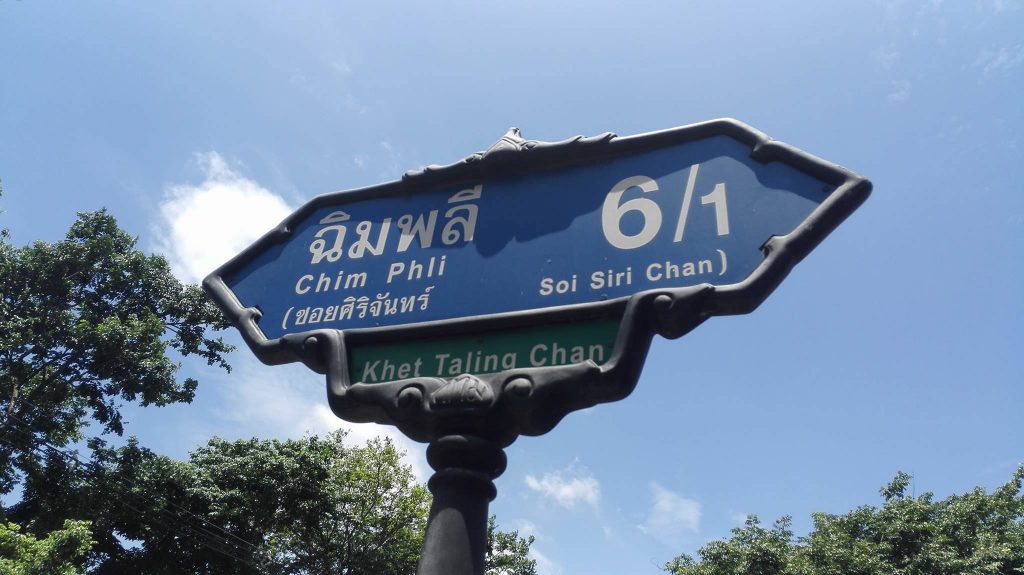 ฉิมพลี 6/1
Chim Phli
(ซอยศิริจันทร์ Soi Siri Chan)
Khet Taling Chan